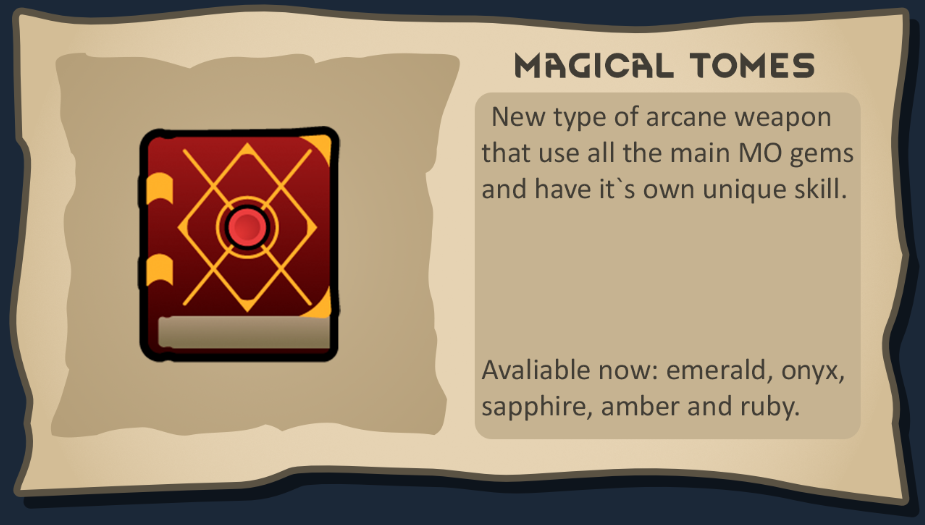 MAGICAL TOMES
New type of arcane weapon
that use all the main MO gems
and have it`s own unique skill.
Avaliable now: emerald, onyx,
sapphire, amber and ruby.